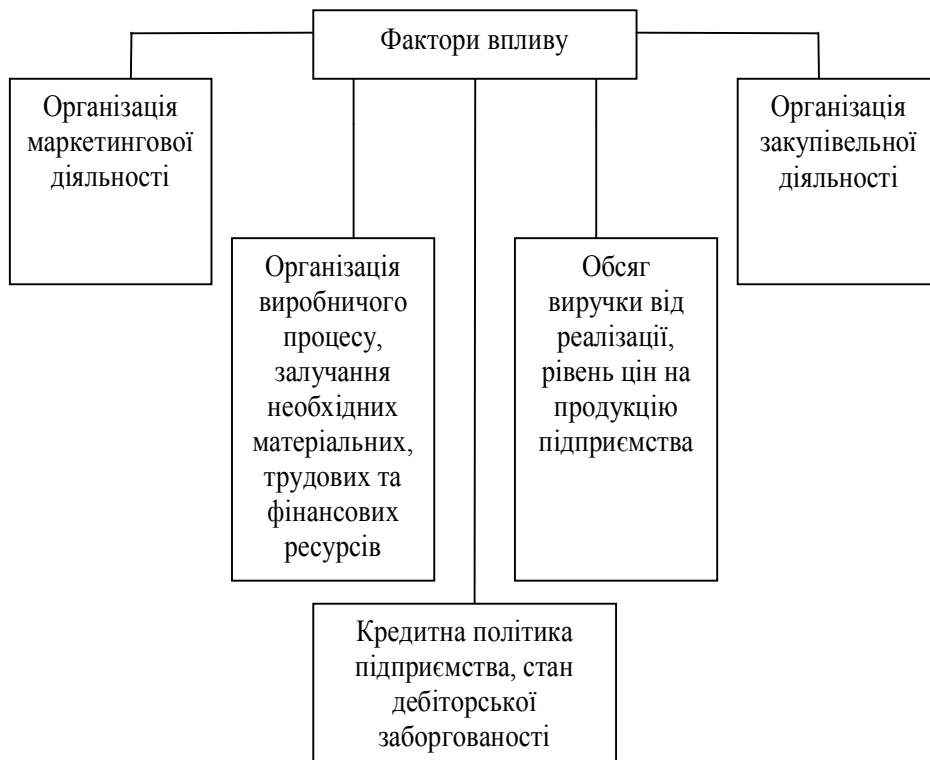 Фактори впливу
Організація
маркетингової
діяльності
Організація
закупівельної
діяльності
Організація
виробничого
процесу,
залучання
необхідних
матеріальних,
трудових та
фінансових
ресурсів
Обсяг
виручки від
реалізації,
рівень цін на
продукцію
підприємства
Кредитна політика
підприємства, стан
дебіторської
заборгованості